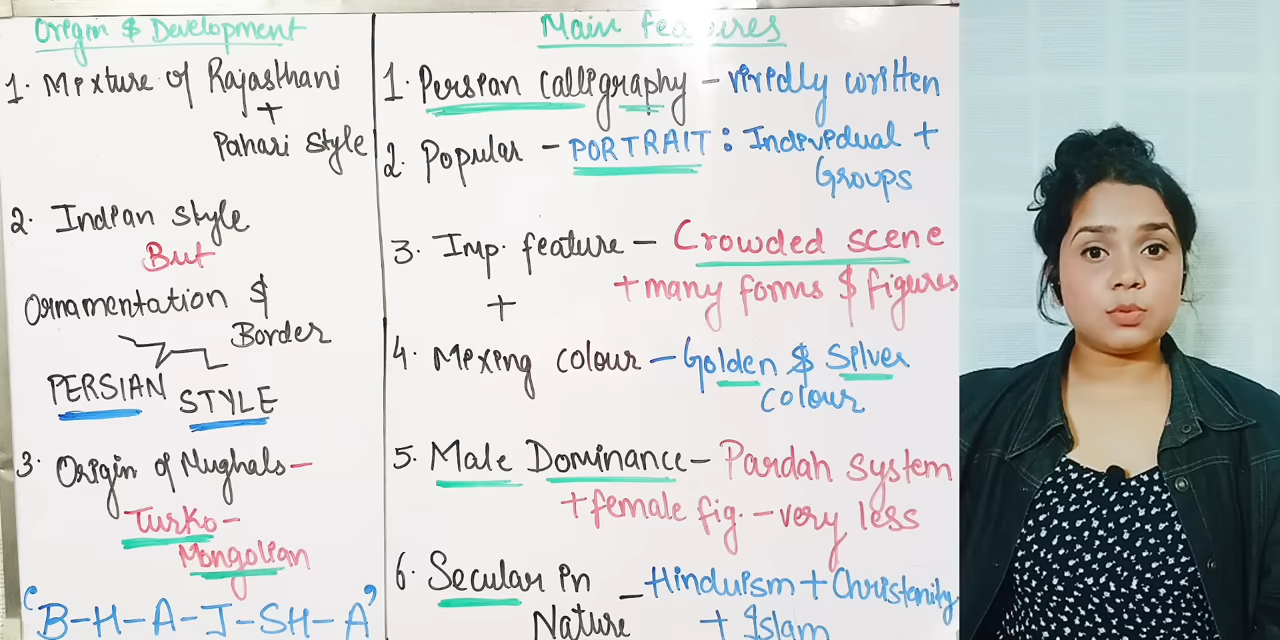 Origin & Development
1. Mixture of Rajasthani
+
Pahari Style
2. Indian Style
But
Ornamentation &
Border
PERSIAN STYLE
3. Origin of Mughals-
Turko-
Mongolian
'B-H-A-J-SH-A'
Main Features
1. Persian Calligraphy - vividly written
2. Popular - PORTRAIT: Individual +
Groups
3. Imp. feature - Crowded scene
+ many forms & figures
+
4. Mixing colour - Golden & Silver
colour
5. Male Dominance - Pardah System
+ female fig. - very less
6. Secular in - Hinduism + Christenity
Nature + Islam